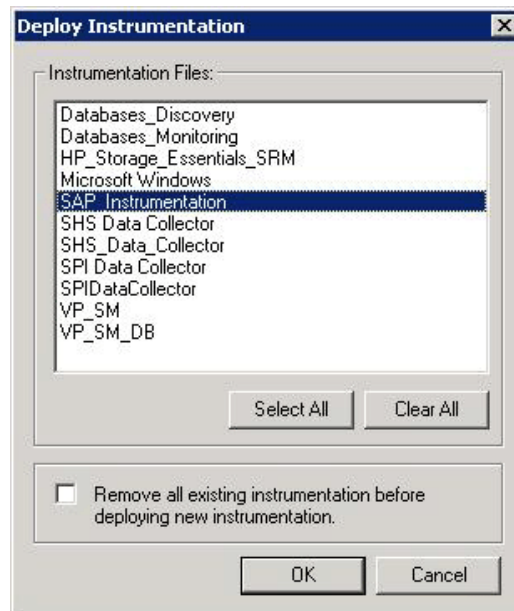 Deploy Instrumentation
Instrumentation Files:
Databases_Discovery
Databases_Monitoring
HP_Storage_Essentials_SRM
Microsoft Windows
SAP_Instrumentation
SHS Data Collector
SHS_Data_Collector
SPI Data Collector
SPIDataCollector
VP_SM
VP_SM_DB
Select All
Clear All
Remove all existing instrumentation before
deploying new instrumentation.
OK
Cancel